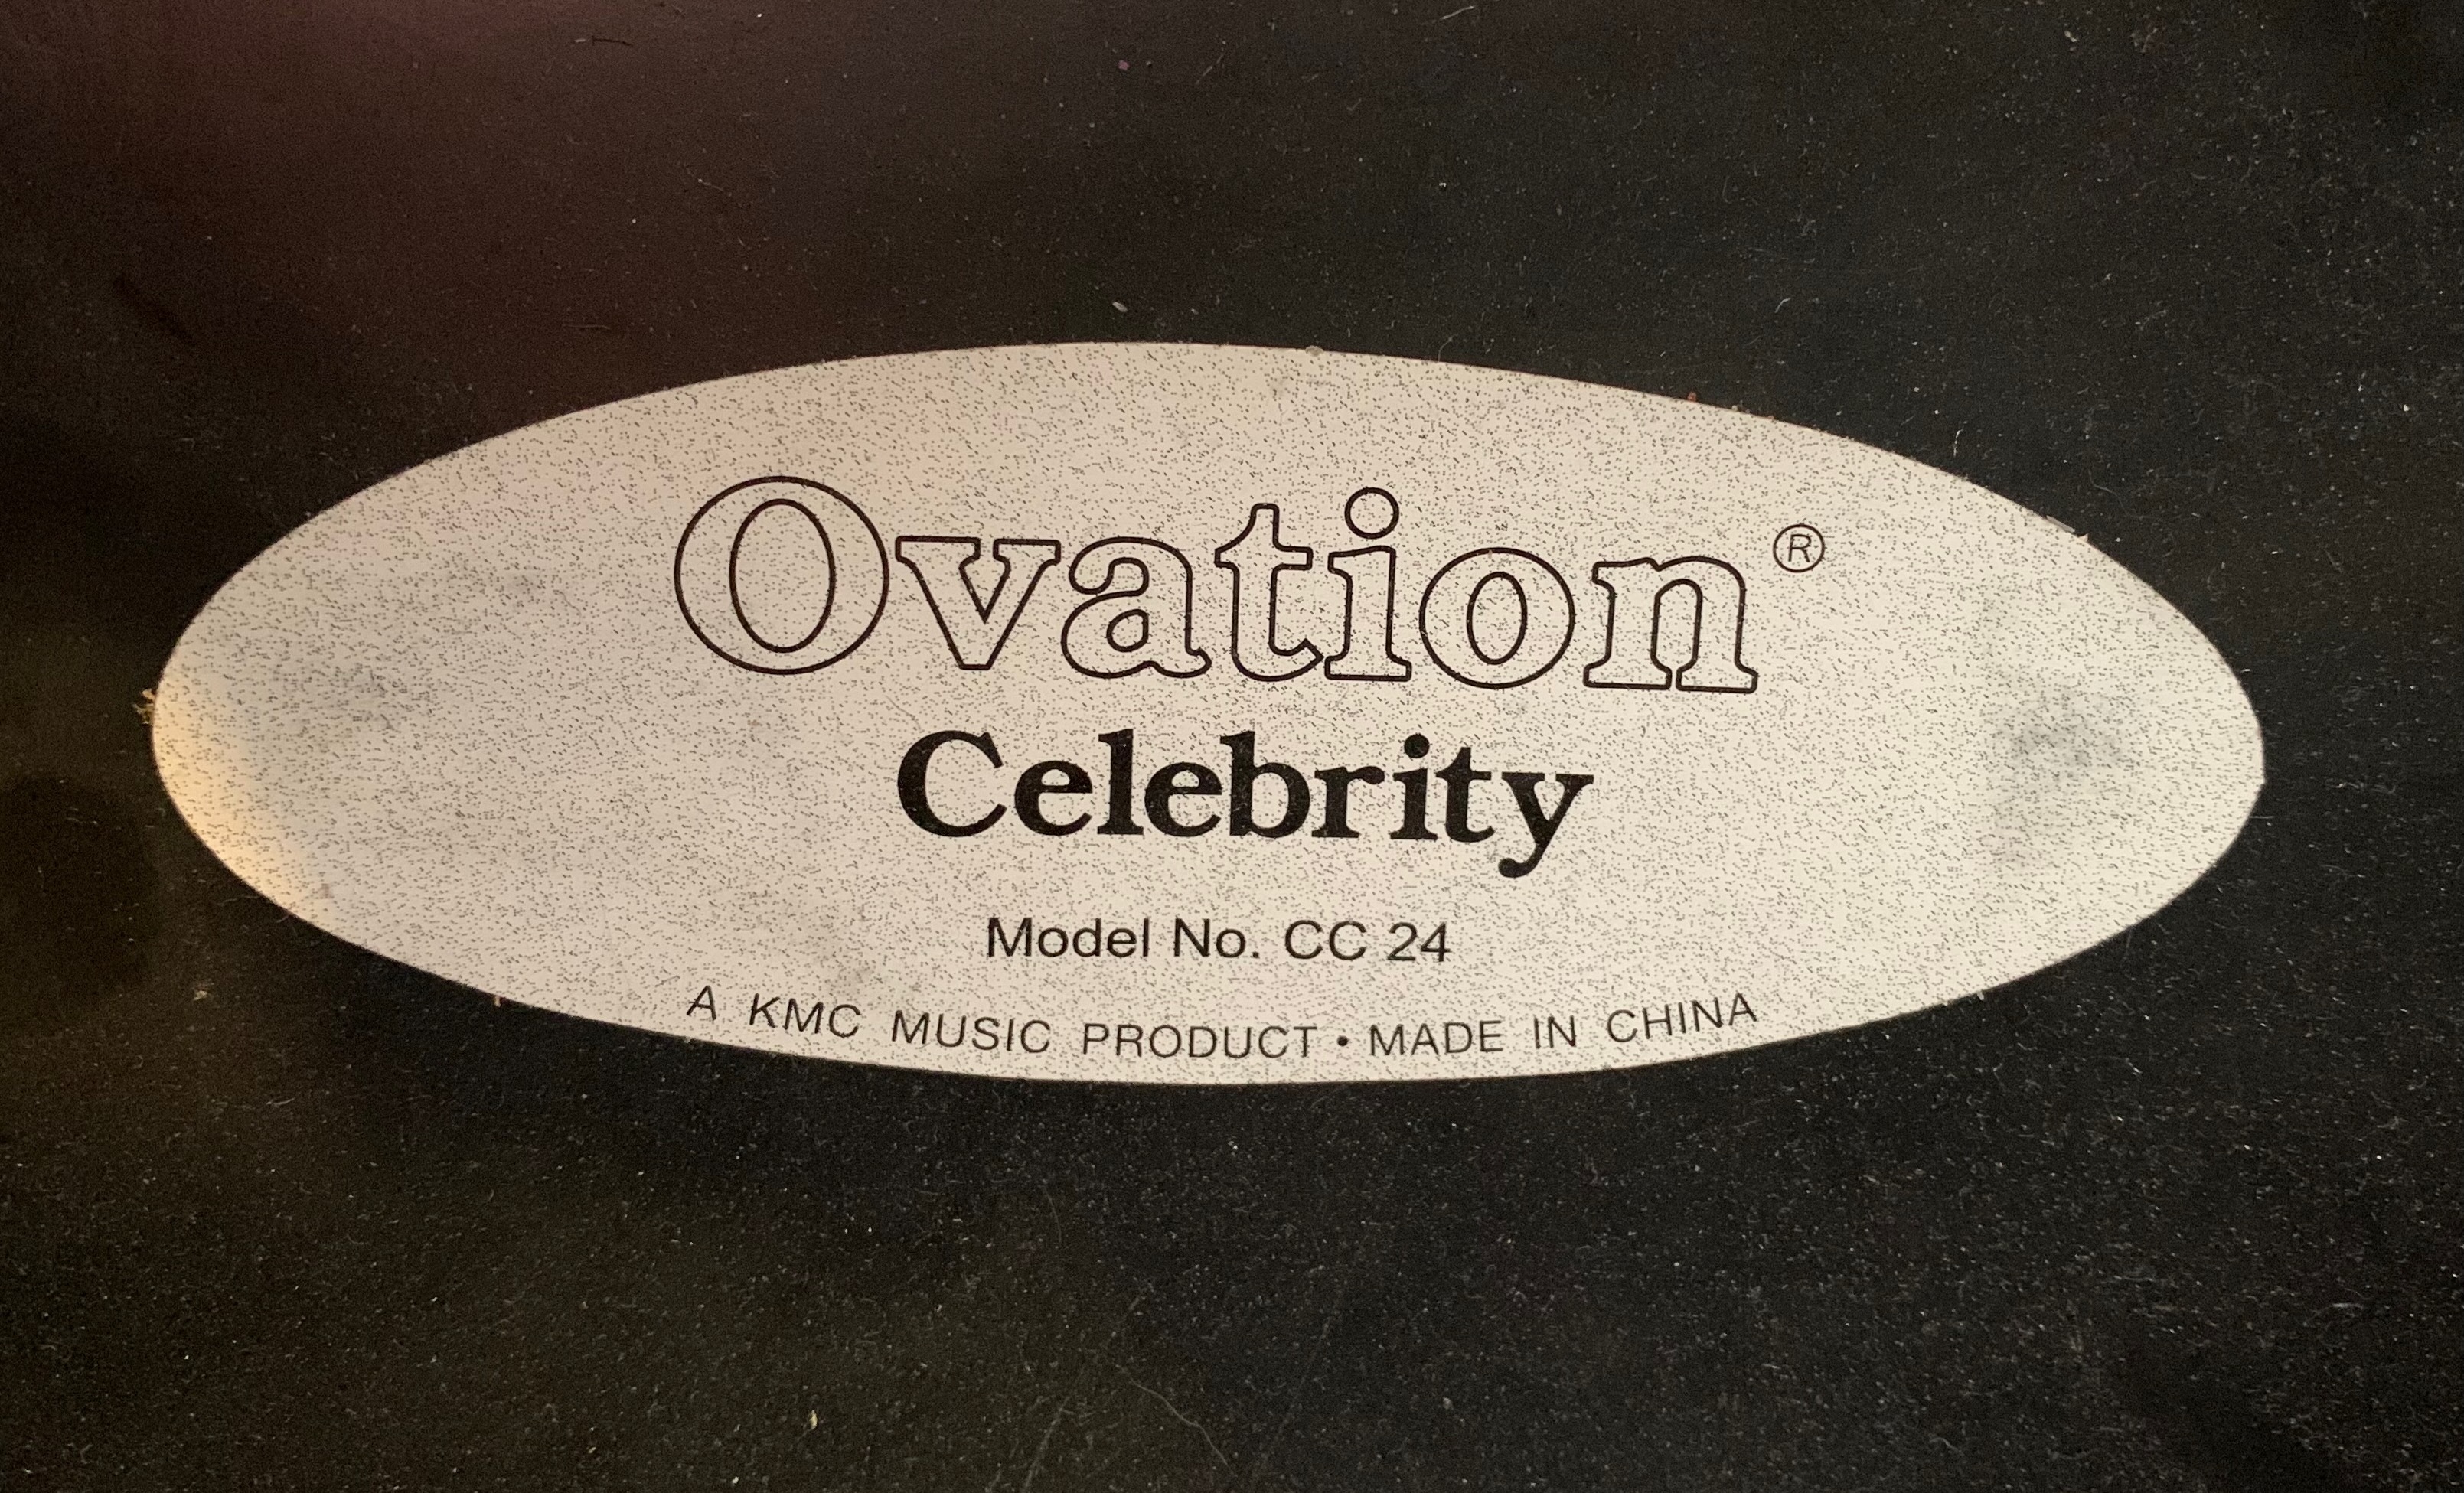 Ovation®
Celebrity
Model No. CC 24
A KMC MUSIC PRODUCT • MADE IN CHINA